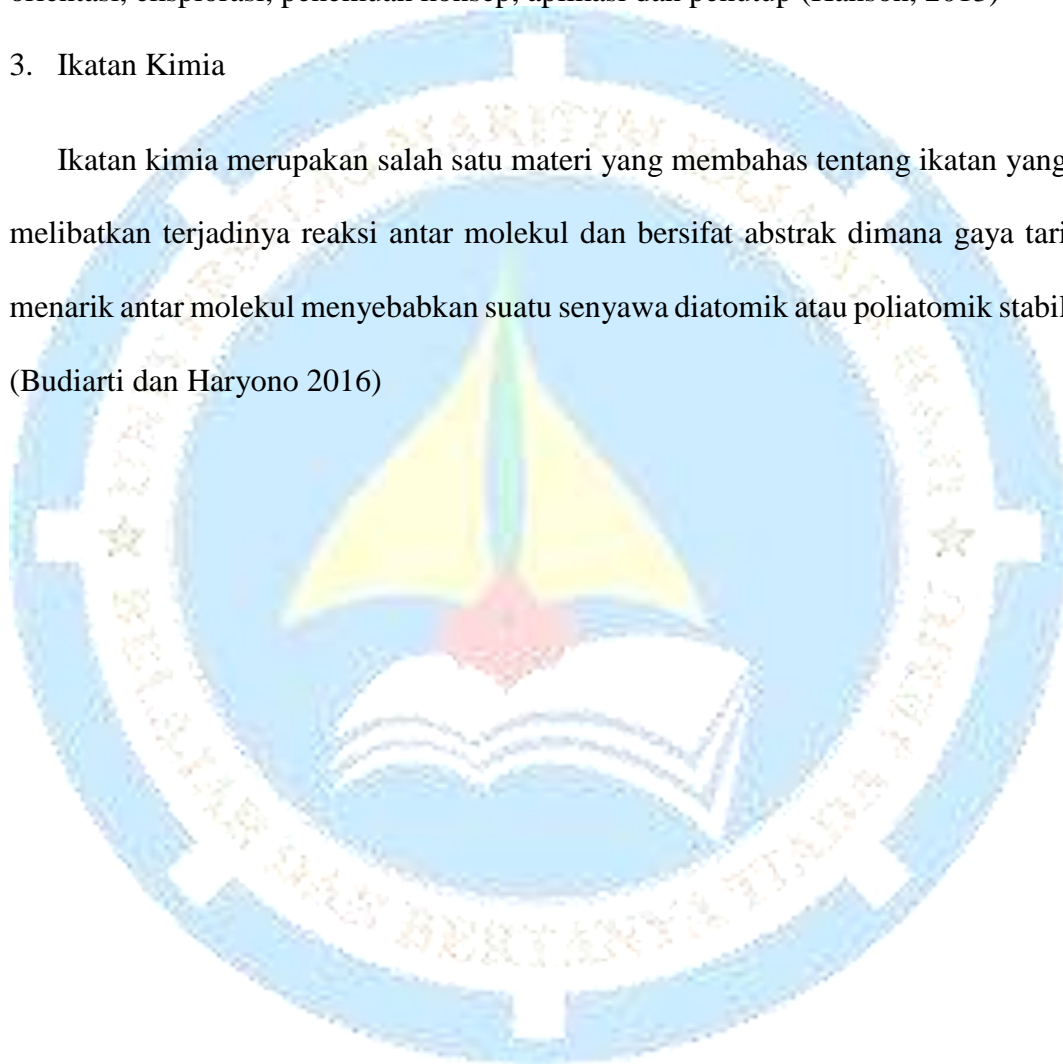 3. Ikatan Kimia
Ikatan kimia merupakan salah satu materi yang membahas tentang ikatan yang
melibatkan terjadinya reaksi antar molekul dan bersifat abstrak dimana gaya tari
menarik antar molekul menyebabkan suatu senyawa diatomik atau poliatomik stabil
(Budiarti dan Haryono 2016)
BERTANYA TIADA